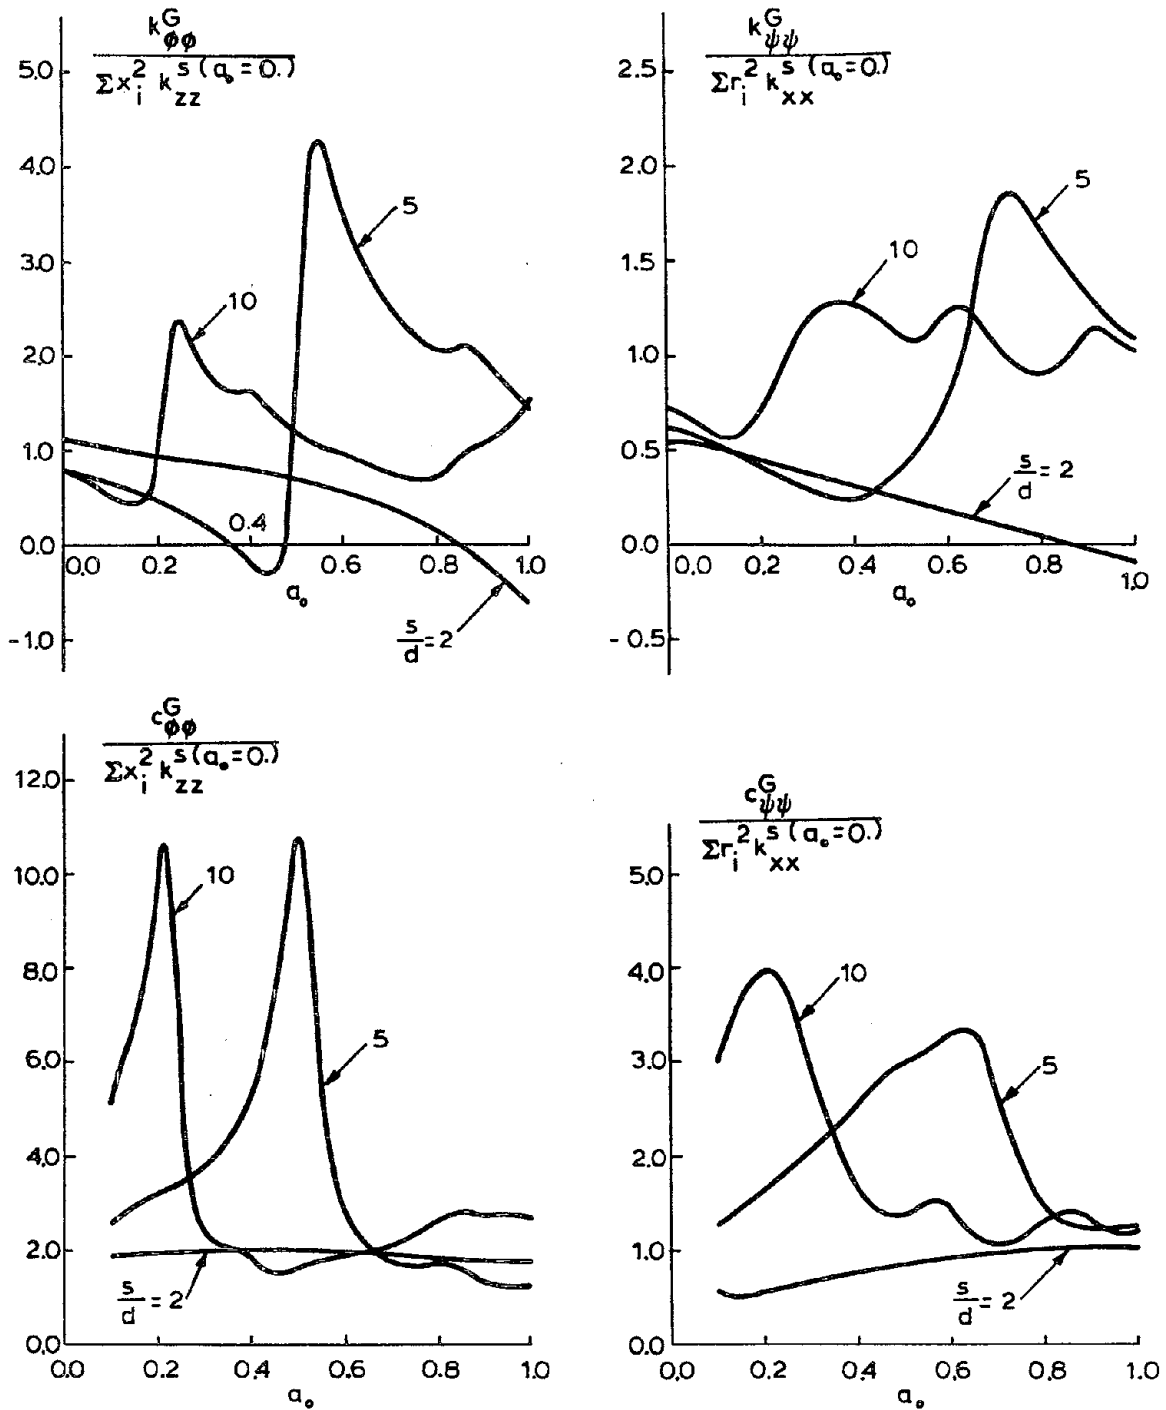 k^G_φφ
Σx_i^2 k_zz^s(a_o=0.)
5.0
4.0
3.0
2.0
1.0
0.0
-1.0
5
10
0.4
0.0 0.2 0.6 0.8 1.0
a_o
s/d=2
k^G_ψψ
Σr_i^2 k_xx^s(a_o=0.)
2.5
2.0
1.5
1.0
0.5
0.0
-0.5
5
10
s/d=2
0.0 0.2 0.4 0.6 0.8 1.0
a_o
c^G_φφ
Σx_i^2 k_zz^s(a_o=0.)
12.0
10.0
8.0
6.0
4.0
2.0
0.0
10
5
s/d=2
0.0 0.2 0.4 0.6 0.8 1.0
a_o
c^G_ψψ
Σr_i^2 k_xx^s(a_o=0.)
5.0
4.0
3.0
2.0
1.0
0.0
10
5
s/d=2
0.0 0.2 0.4 0.6 0.8 1.0
a_o